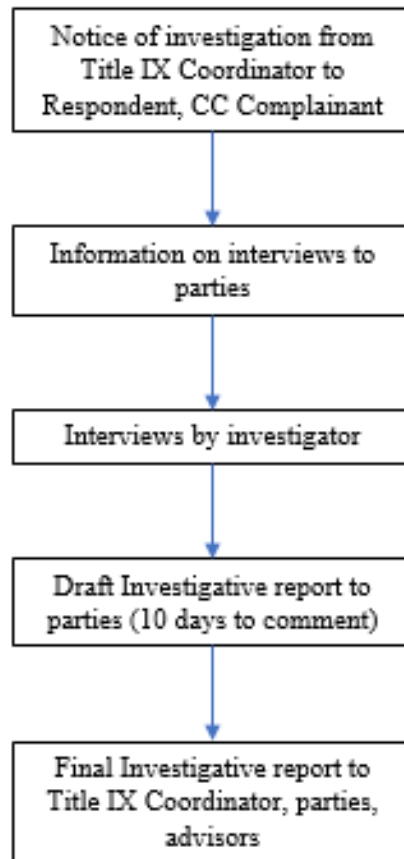 Notice of investigation from
Title IX Coordinator to
Respondent, CC Complainant
Information on interviews to
parties
Interviews by investigator
Draft Investigative report to
parties (10 days to comment)
Final Investigative report to
Title IX Coordinator, parties,
advisors